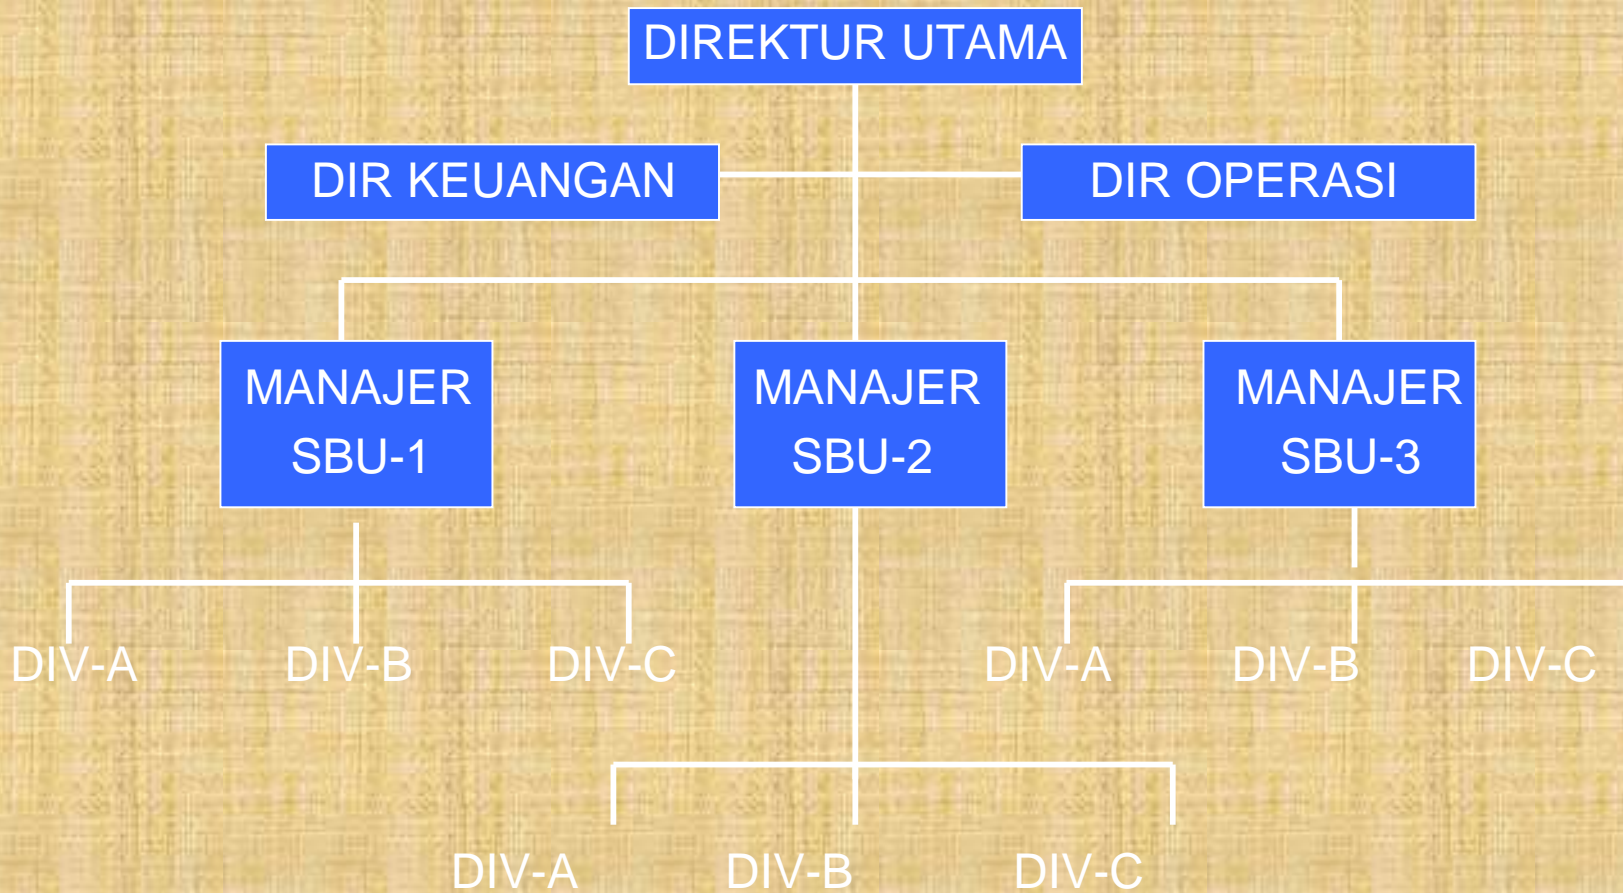 DIREKTUR UTAMA
DIR KEUANGAN
DIR OPERASI
MANAJER
SBU-1
MANAJER
SBU-2
MANAJER
SBU-3
DIV-A
DIV-B
DIV-C
DIV-A
DIV-B
DIV-C
DIV-A
DIV-B
DIV-C